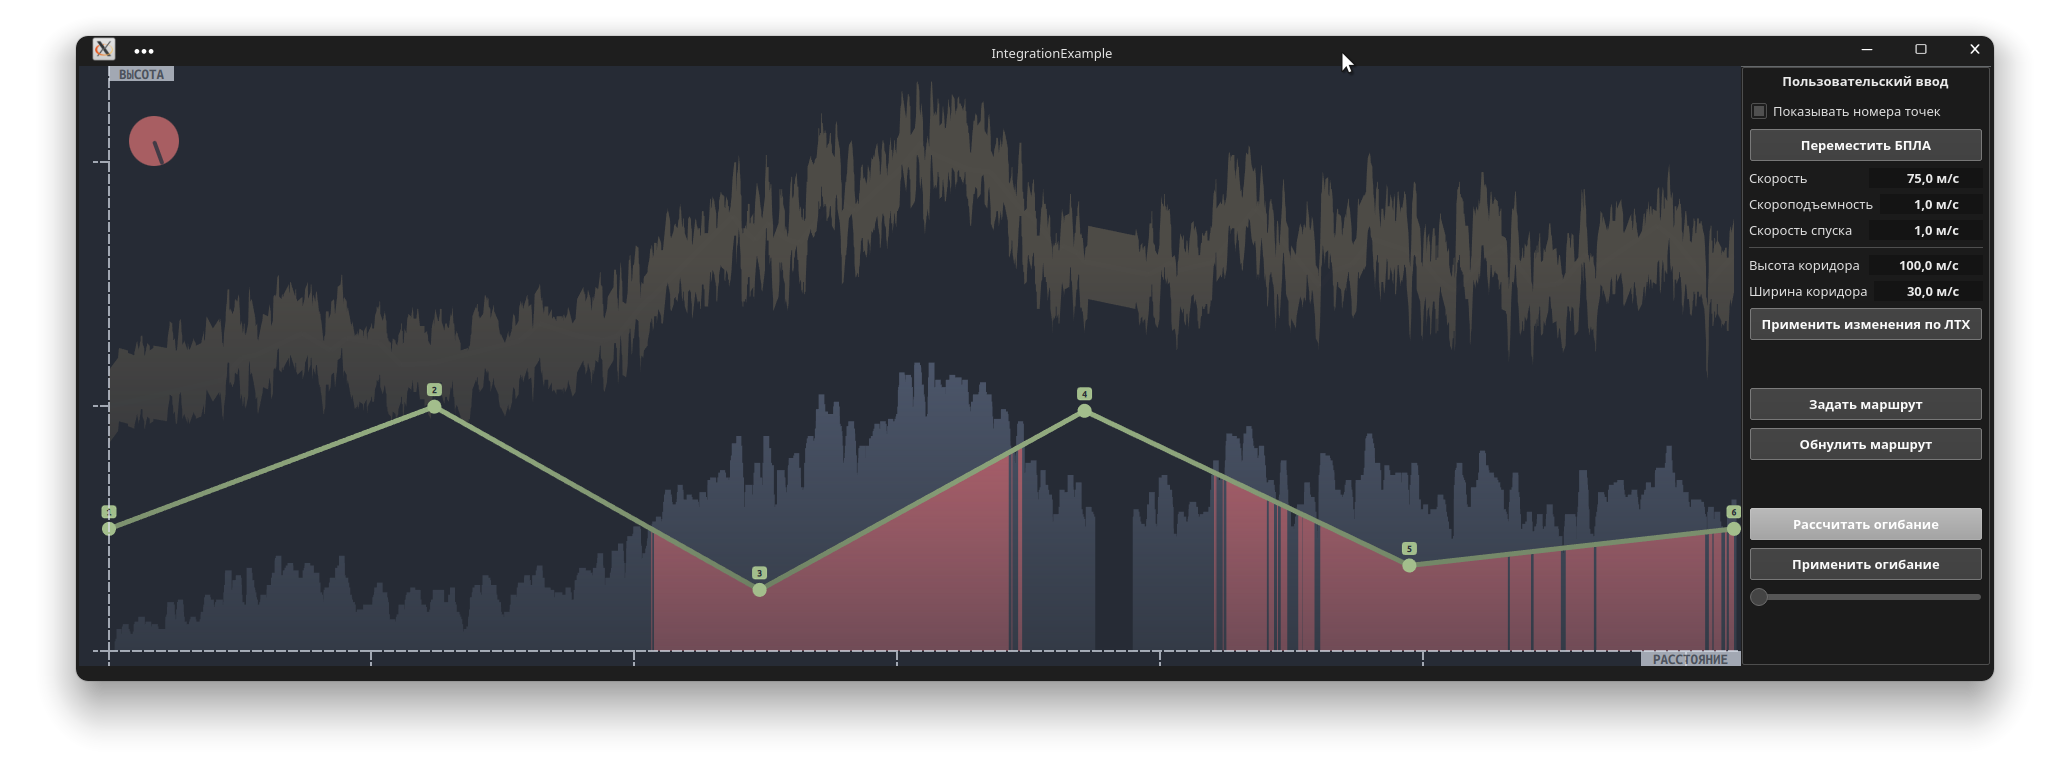 IntegrationExample
ВЫСОТА
2
4
1
6
5
3
РАССТОЯНИЕ
Пользовательский ввод
Показывать номера точек
Переместить БПЛА
Скорость 75,0 м/с
Скороподъемность 1,0 м/с
Скорость спуска 1,0 м/с
Высота коридора 100,0 м/с
Ширина коридора 30,0 м/с
Применить изменения по ЛТХ
Задать маршрут
Обнулить маршрут
Рассчитать огибание
Применить огибание